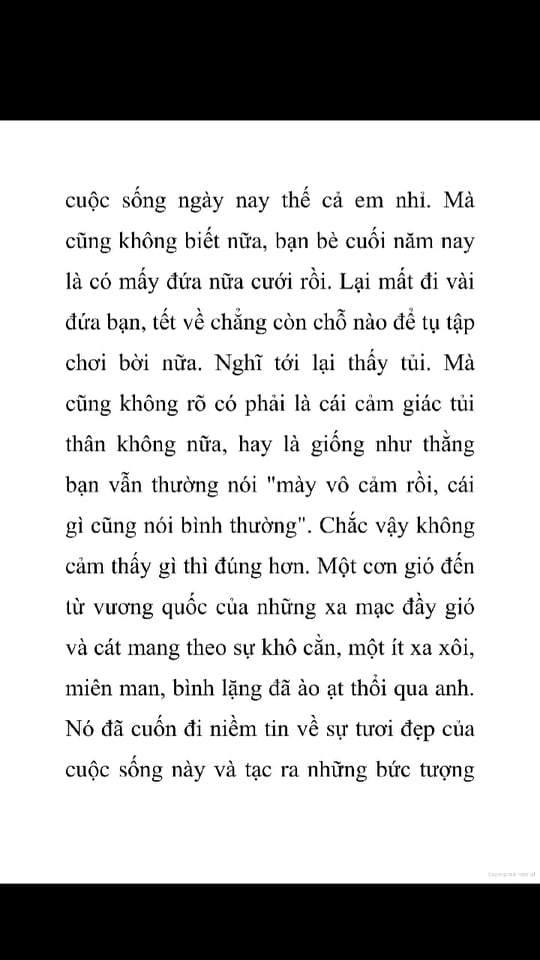 cuộc sống ngày nay thế cả em nhỉ. Mà
cũng không biết nữa, bạn bè cuối năm nay
là có mấy đứa nữa cưới rồi. Lại mất đi vài
đứa bạn, tết về chẳng còn chỗ nào để tụ tập
chơi bời nữa. Nghĩ tới lại thấy tủi. Mà
cũng không rõ có phải là cái cảm giác tủi
thân không nữa, hay là giống như thằng
bạn vẫn thường nói "mày vô cảm rồi, cái
gì cũng nói bình thường". Chắc vậy không
cảm thấy gì thì đúng hơn. Một cơn gió đến
từ vương quốc của những xa mạc đầy gió
và cát mang theo sự khô cằn, một ít xa xôi,
miên man, bình lặng đã ào ạt thổi qua anh.
Nó đã cuốn đi niềm tin về sự tươi đẹp của
cuộc sống này và tạc ra những bức tượng